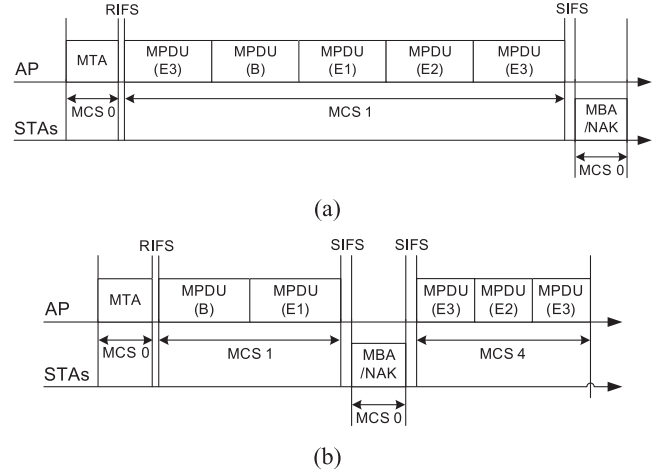 RIFS SIFS
AP MTA MPDU (E3) MPDU (B) MPDU (E1) MPDU (E2) MPDU (E3)
MCS 0 MCS 1
STAs MBA /NAK
MCS 0
(a)
RIFS SIFS SIFS
AP MTA MPDU (B) MPDU (E1) MPDU (E3) MPDU (E2) MPDU (E3)
MCS 0 MCS 1 MCS 4
STAs MBA /NAK
MCS 0
(b)